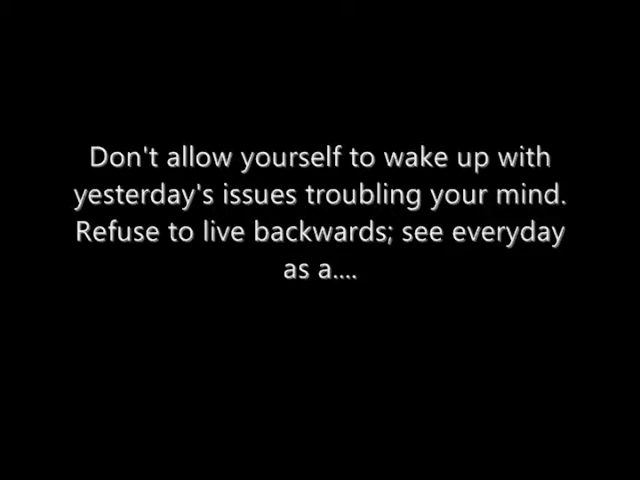 Don't allow yourself to wake up with
yesterday's issues troubling your mind.
Refuse to live backwards; see everyday
as a....